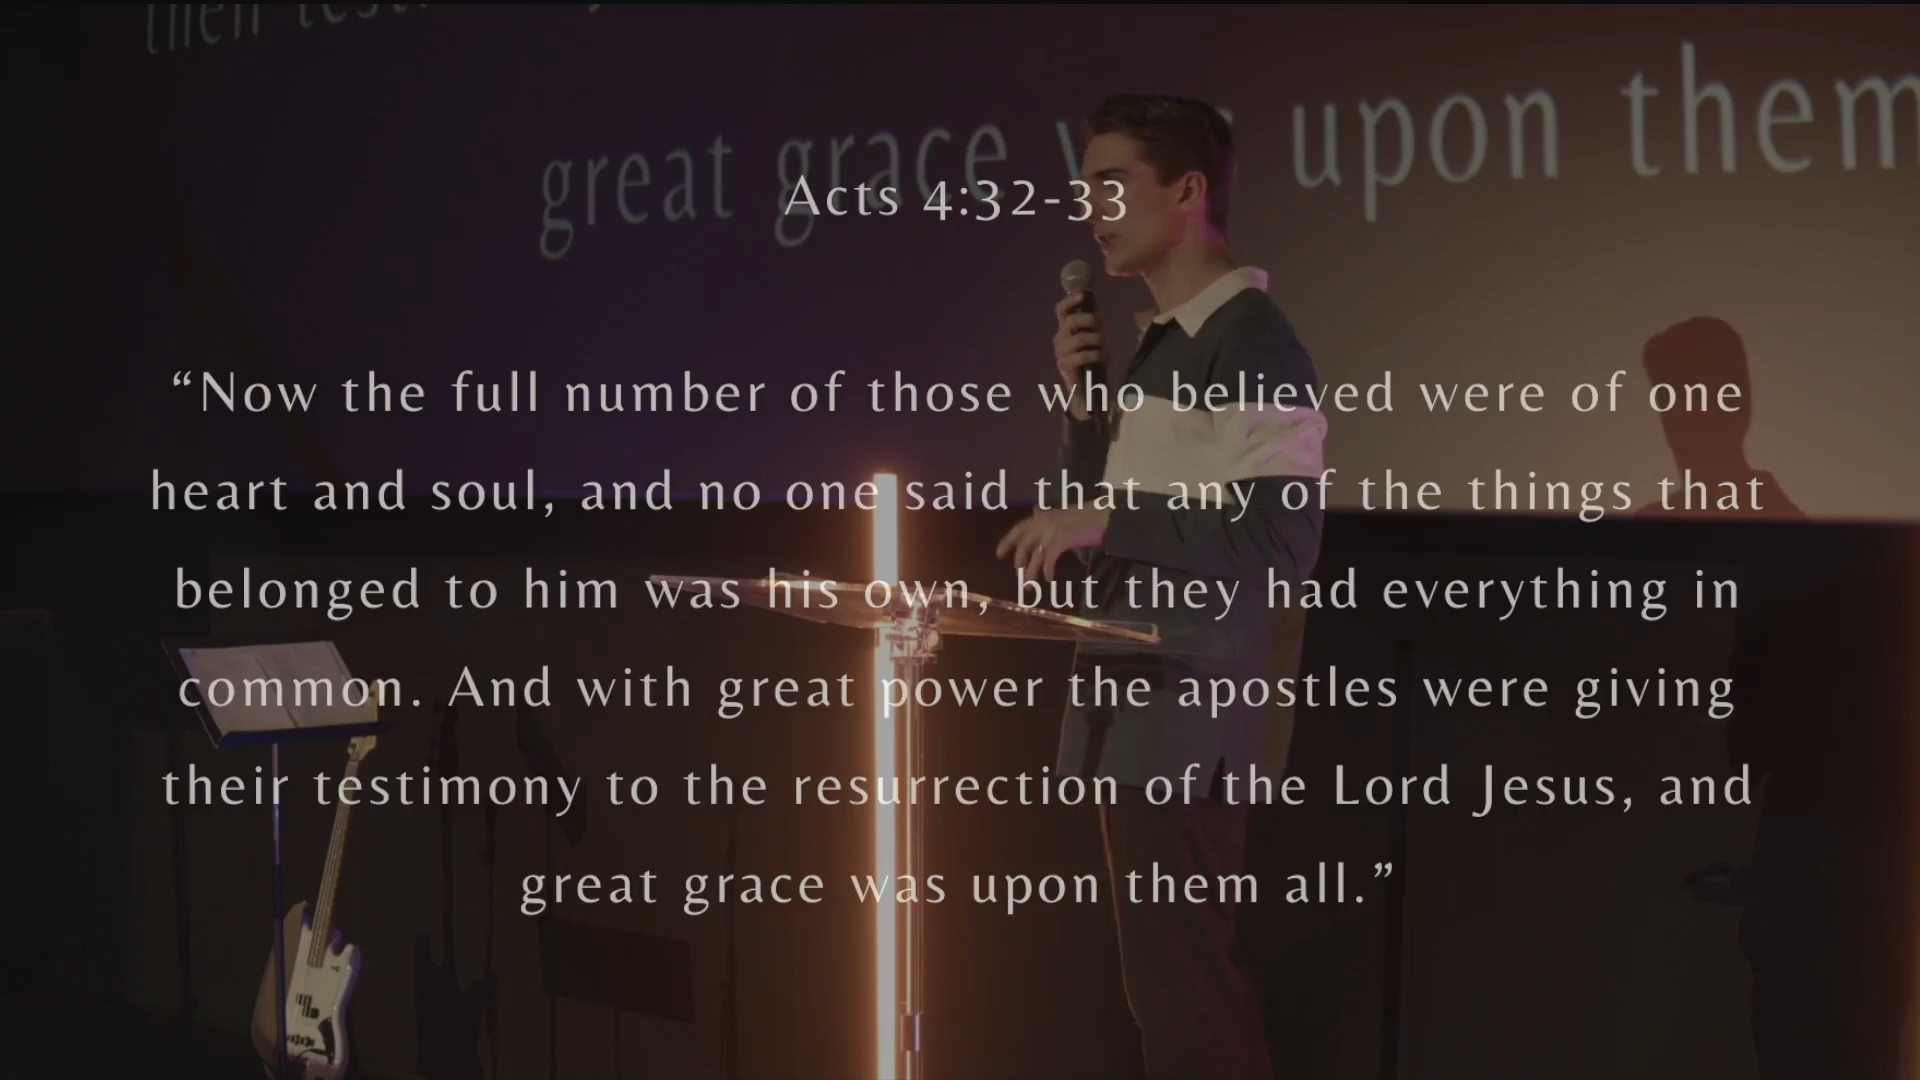 their
great grace upon them
Acts 4:32-33
“Now the full number of those who believed were of one
heart and soul, and no one said that any of the things that
belonged to him was his own, but they had everything in
common. And with great power the apostles were giving
their testimony to the resurrection of the Lord Jesus, and
great grace was upon them all.”